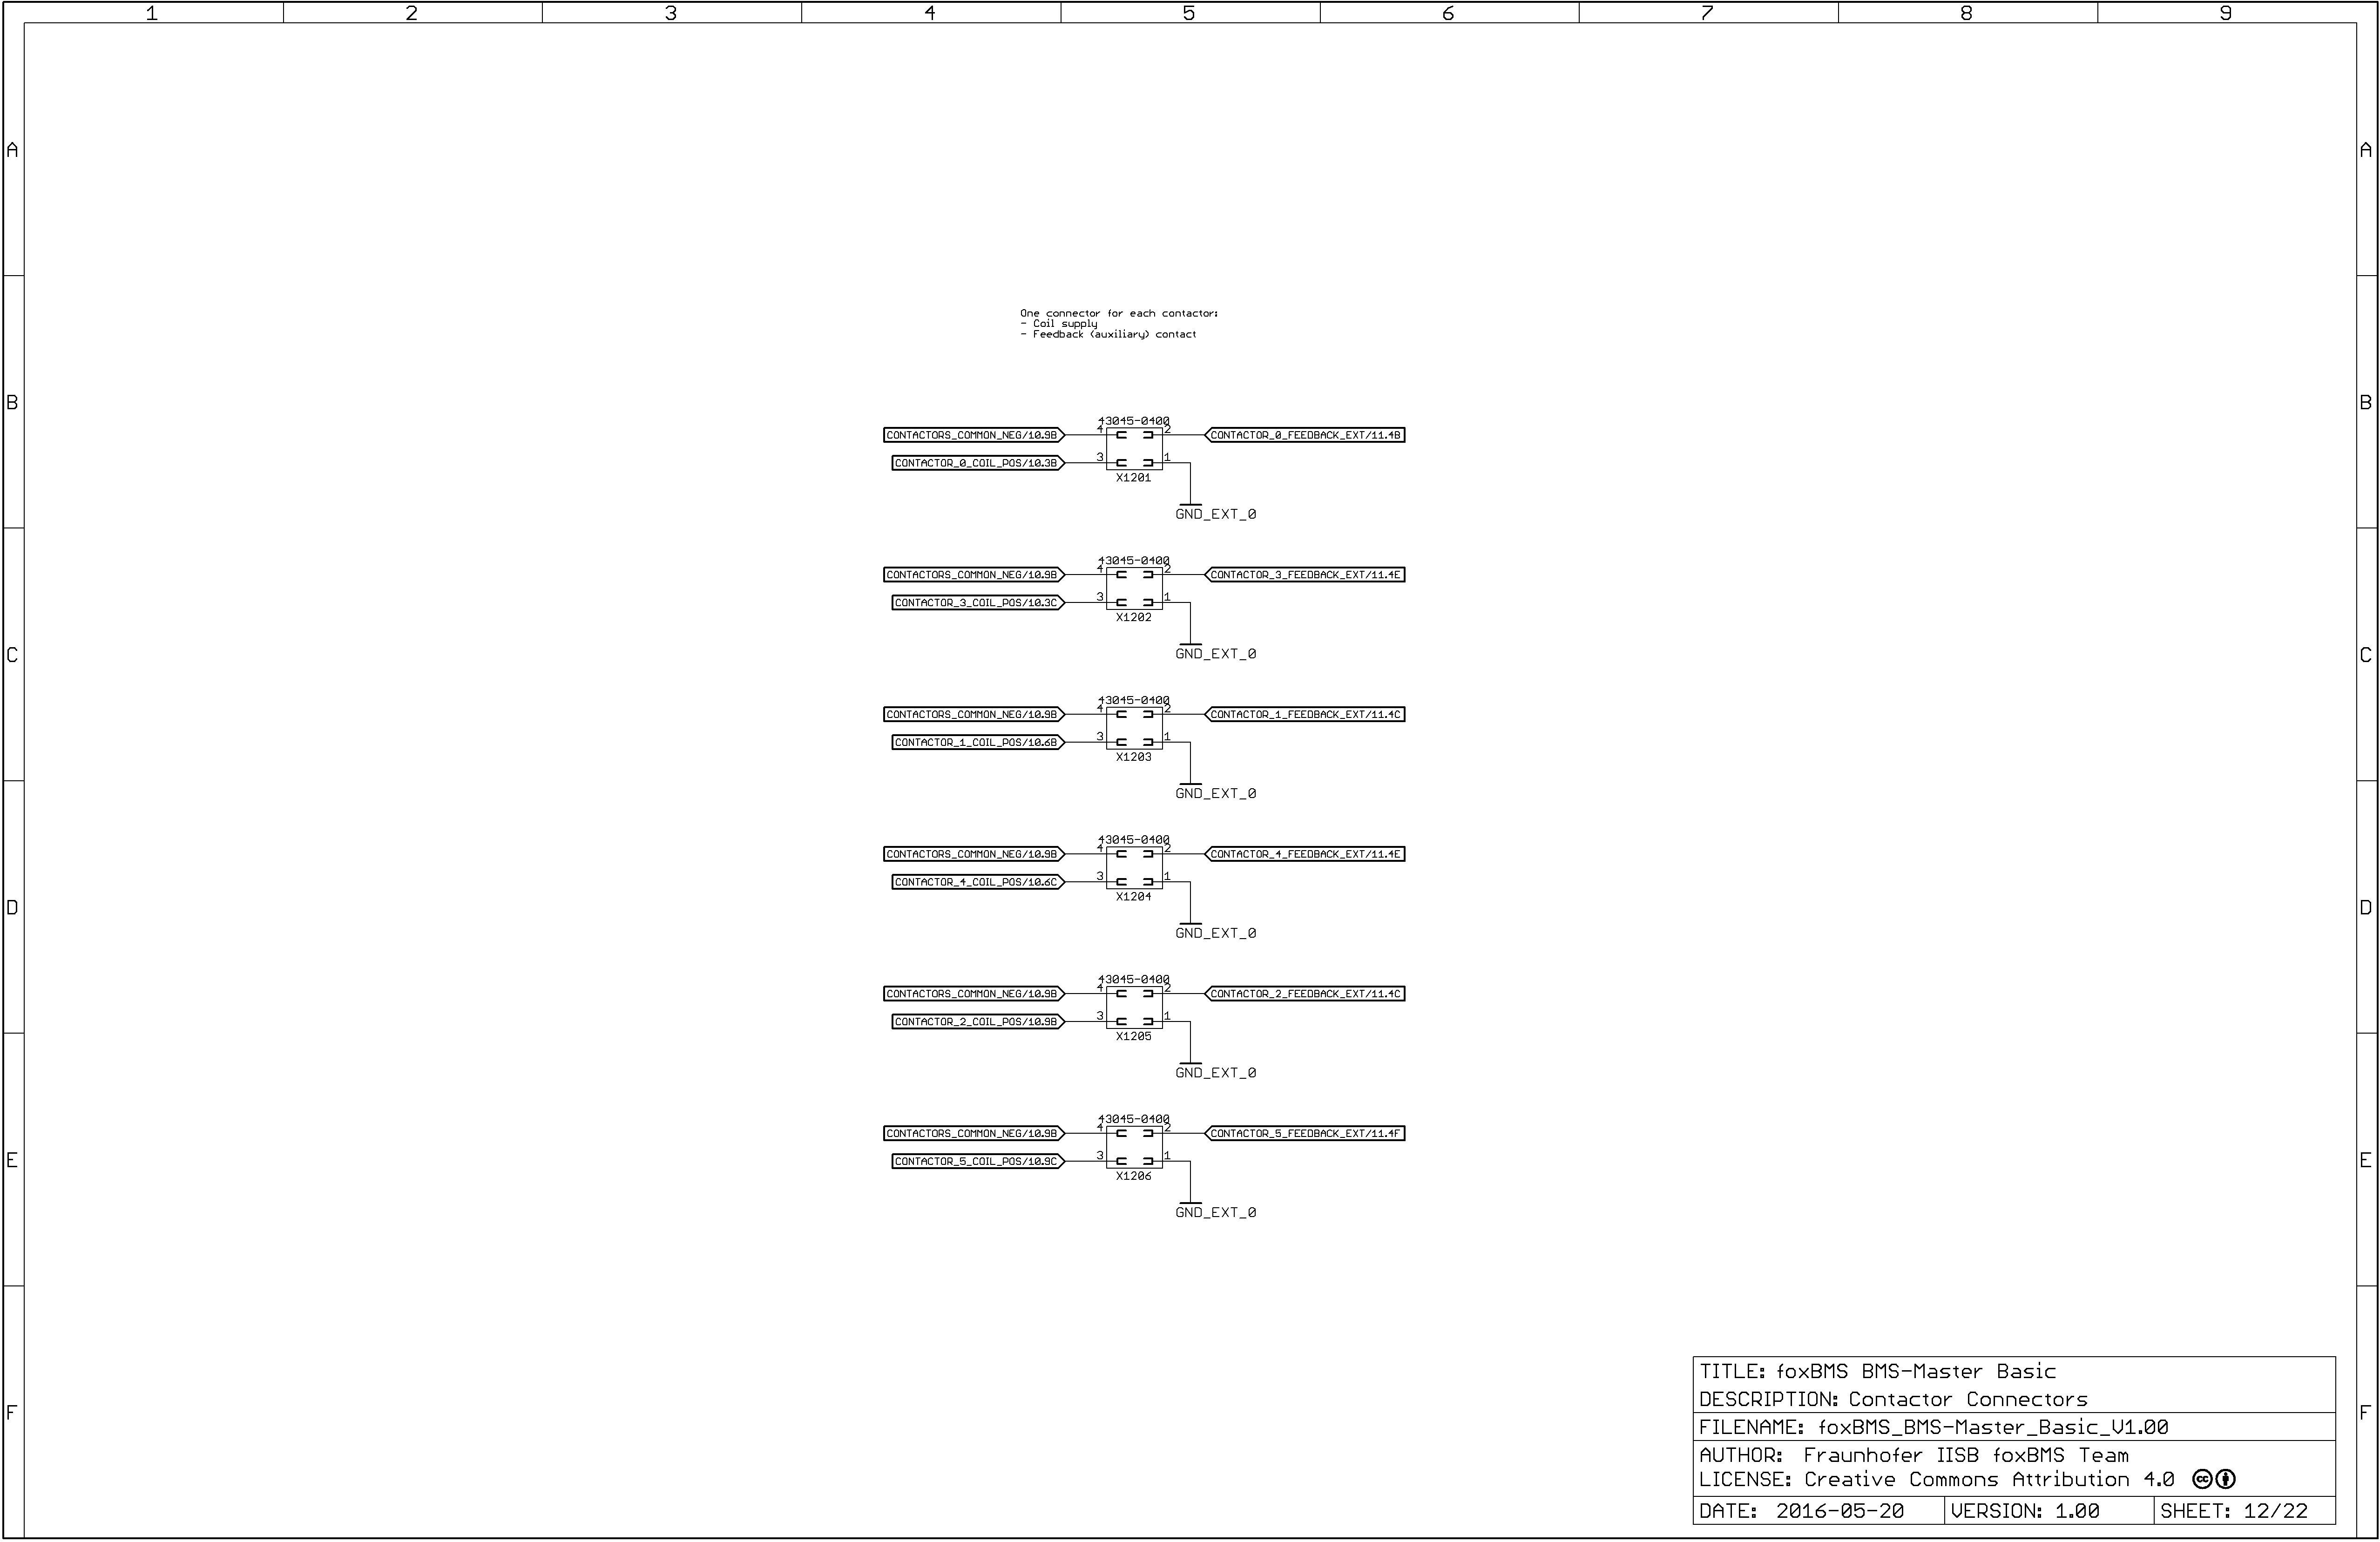 1 2 3 4 5 6 7 8 9
A A
One connector for each contactor:
- Coil supply
- Feedback (auxiliary) contact
B B
43045-0400
CONTACTORS_COMMON_NEG/10.9B 4 2 CONTACTOR_0_FEEDBACK_EXT/11.4B
CONTACTOR_0_COIL_POS/10.3B 3 1
X1201
GND_EXT_0
43045-0400
CONTACTORS_COMMON_NEG/10.9B 4 2 CONTACTOR_3_FEEDBACK_EXT/11.4E
CONTACTOR_3_COIL_POS/10.3C 3 1
X1202
GND_EXT_0
C C
43045-0400
CONTACTORS_COMMON_NEG/10.9B 4 2 CONTACTOR_1_FEEDBACK_EXT/11.4C
CONTACTOR_1_COIL_POS/10.6B 3 1
X1203
GND_EXT_0
43045-0400
CONTACTORS_COMMON_NEG/10.9B 4 2 CONTACTOR_4_FEEDBACK_EXT/11.4E
CONTACTOR_4_COIL_POS/10.6C 3 1
X1204
D D
GND_EXT_0
43045-0400
CONTACTORS_COMMON_NEG/10.9B 4 2 CONTACTOR_2_FEEDBACK_EXT/11.4C
CONTACTOR_2_COIL_POS/10.9B 3 1
X1205
GND_EXT_0
43045-0400
CONTACTORS_COMMON_NEG/10.9B 4 2 CONTACTOR_5_FEEDBACK_EXT/11.4F
CONTACTOR_5_COIL_POS/10.9C 3 1
E E
X1206
GND_EXT_0
TITLE: foxBMS BMS-Master Basic
DESCRIPTION: Contactor Connectors
F F
FILENAME: foxBMS_BMS-Master_Basic_V1.00
AUTHOR: Fraunhofer IISB foxBMS Team
LICENSE: Creative Commons Attribution 4.0 cc
DATE: 2016-05-20 VERSION: 1.00 SHEET: 12/22